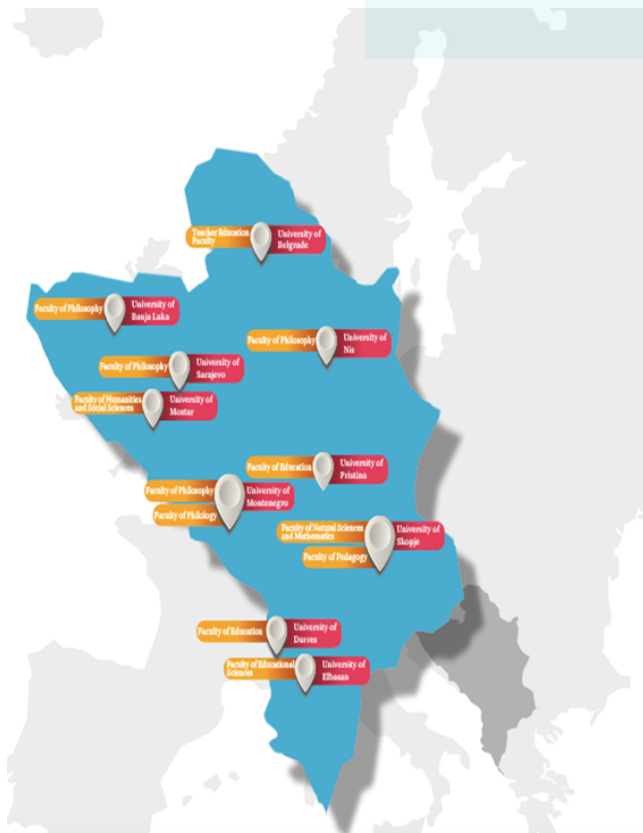 Teacher Education
Faculty
University of
Belgrade
Faculty of Philosophy
University of
Banja Luka
Faculty of Philosophy
University of
Nis
Faculty of Philosophy
University of
Sarajevo
Faculty of Humanities
and Social Sciences
University of
Mostar
Faculty of Education
University of
Pristina
Faculty of Philosophy
Faculty of Philology
University of
Montenegro
Faculty of Natural Sciences
and Mathematics
Faculty of Pedagogy
University of
Skopje
Faculty of Education
University of
Durres
Faculty of Educational
Sciences
University of
Elbasan